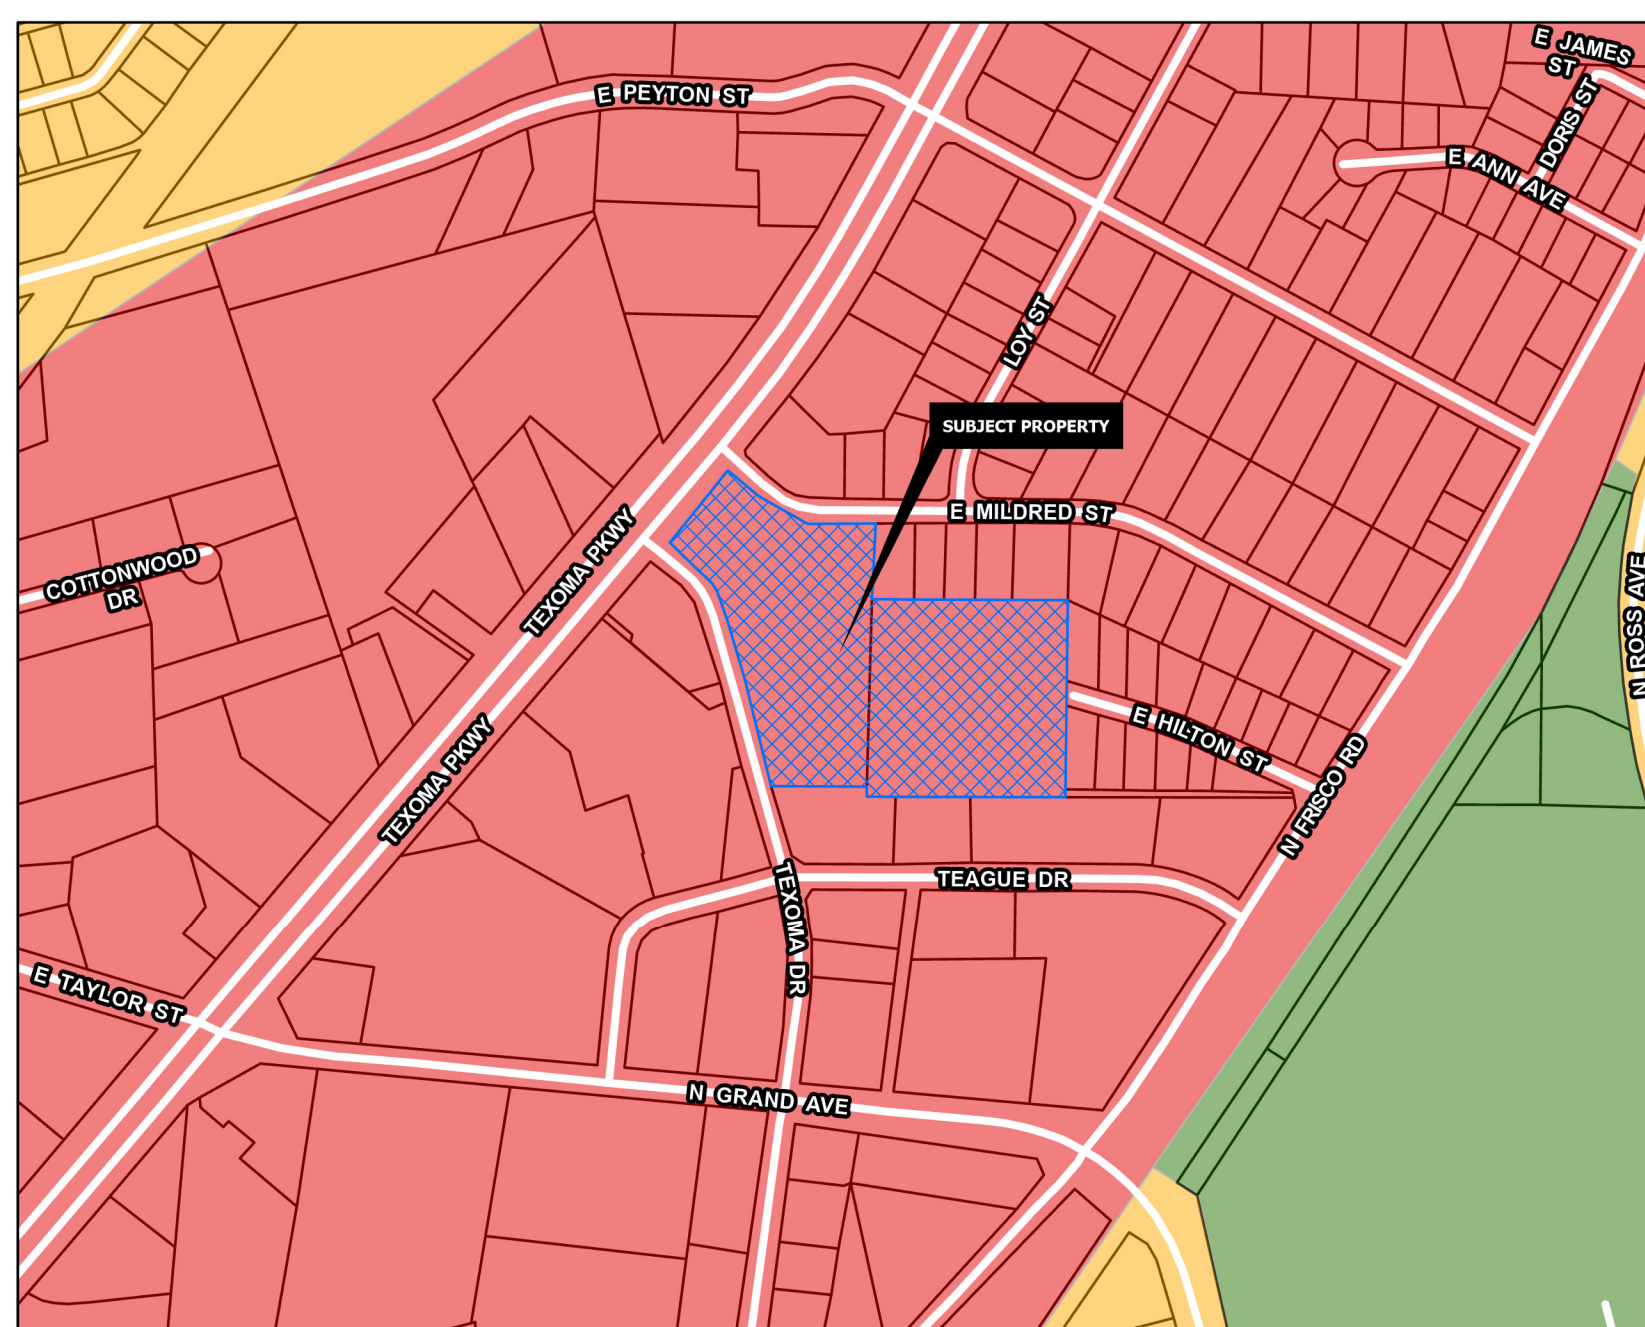 E JAMES
ST
E PEYTON ST
DORIS ST
E ANN AVE
LOY ST
SUBJECT PROPERTY
E MILDRED ST
TEXOMA PKWY
COTTONWOOD
DR
N ROSS AVE
E HILTON ST
TEXOMA PKWY
N FRISCO RD
TEAGUE DR
TEXOMA DR
E TAYLOR ST
N GRAND AVE